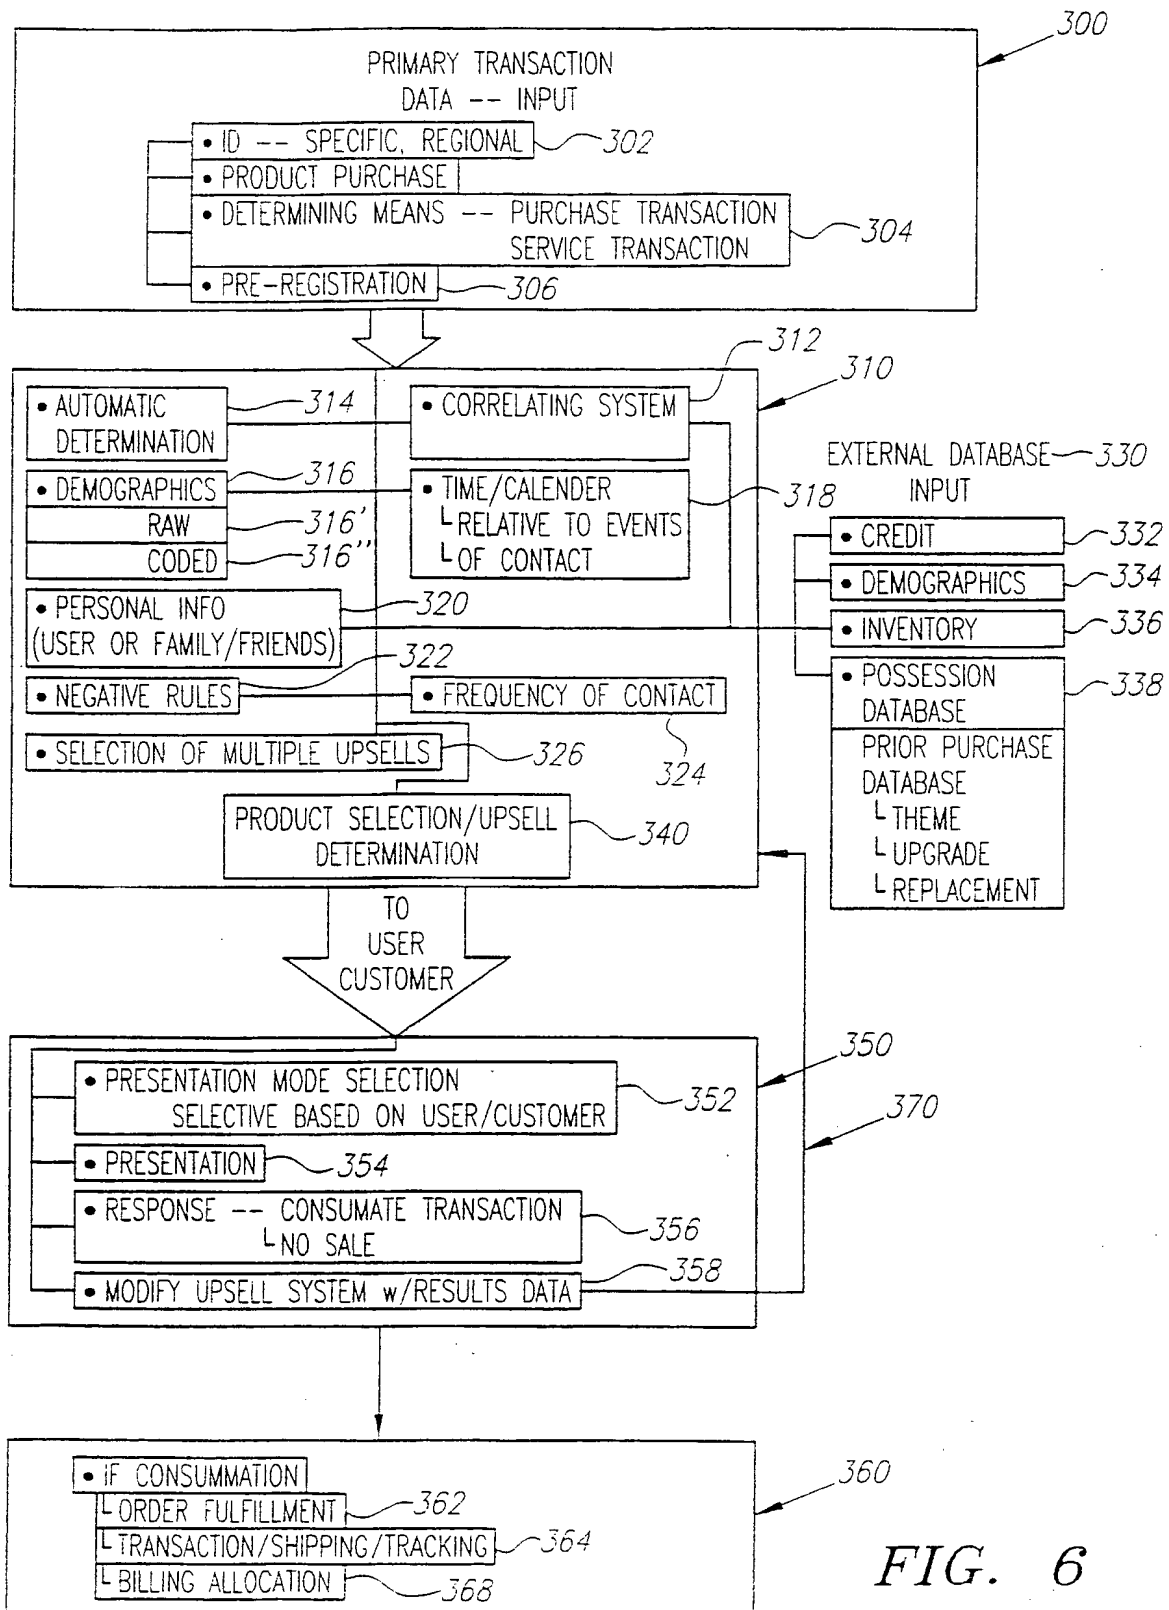 300
PRIMARY TRANSACTION
DATA -- INPUT
• ID -- SPECIFIC, REGIONAL
302
• PRODUCT PURCHASE
• DETERMINING MEANS -- PURCHASE TRANSACTION
SERVICE TRANSACTION
304
• PRE-REGISTRATION
306
312
310
• AUTOMATIC
DETERMINATION
314
• CORRELATING SYSTEM
• DEMOGRAPHICS
316
RAW
316'
CODED
316''
• TIME/CALENDER
RELATIVE TO EVENTS
OF CONTACT
318
• PERSONAL INFO
(USER OR FAMILY/FRIENDS)
320
• NEGATIVE RULES
322
• FREQUENCY OF CONTACT
324
• SELECTION OF MULTIPLE UPSELLS
326
PRODUCT SELECTION/UPSELL
DETERMINATION
340
EXTERNAL DATABASE
330
INPUT
• CREDIT
332
• DEMOGRAPHICS
334
• INVENTORY
336
• POSSESSION
DATABASE
338
PRIOR PURCHASE
DATABASE
THEME
UPGRADE
REPLACEMENT
TO
USER
CUSTOMER
350
370
• PRESENTATION MODE SELECTION
SELECTIVE BASED ON USER/CUSTOMER
352
• PRESENTATION
354
• RESPONSE -- CONSUMATE TRANSACTION
NO SALE
356
• MODIFY UPSELL SYSTEM w/RESULTS DATA
358
360
• IF CONSUMMATION
ORDER FULFILLMENT
362
TRANSACTION/SHIPPING/TRACKING
364
BILLING ALLOCATION
368
FIG. 6